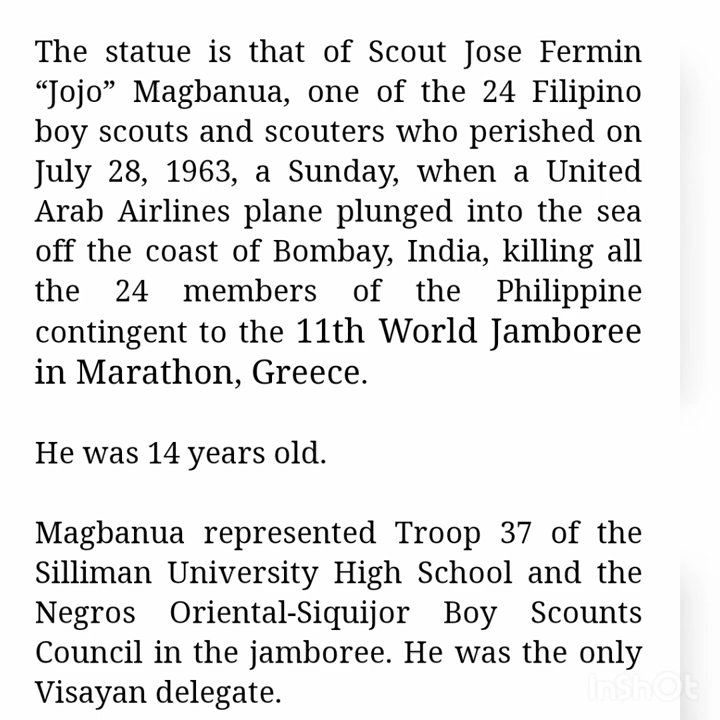 The statue is that of Scout Jose Fermin
“Jojo” Magbanua, one of the 24 Filipino
boy scouts and scouters who perished on
July 28, 1963, a Sunday, when a United
Arab Airlines plane plunged into the sea
off the coast of Bombay, India, killing all
the 24 members of the Philippine
contingent to the 11th World Jamboree
in Marathon, Greece.
He was 14 years old.
Magbanua represented Troop 37 of the
Silliman University High School and the
Negros Oriental-Siquijor Boy Scounts
Council in the jamboree. He was the only
Visayan delegate.
InShOt